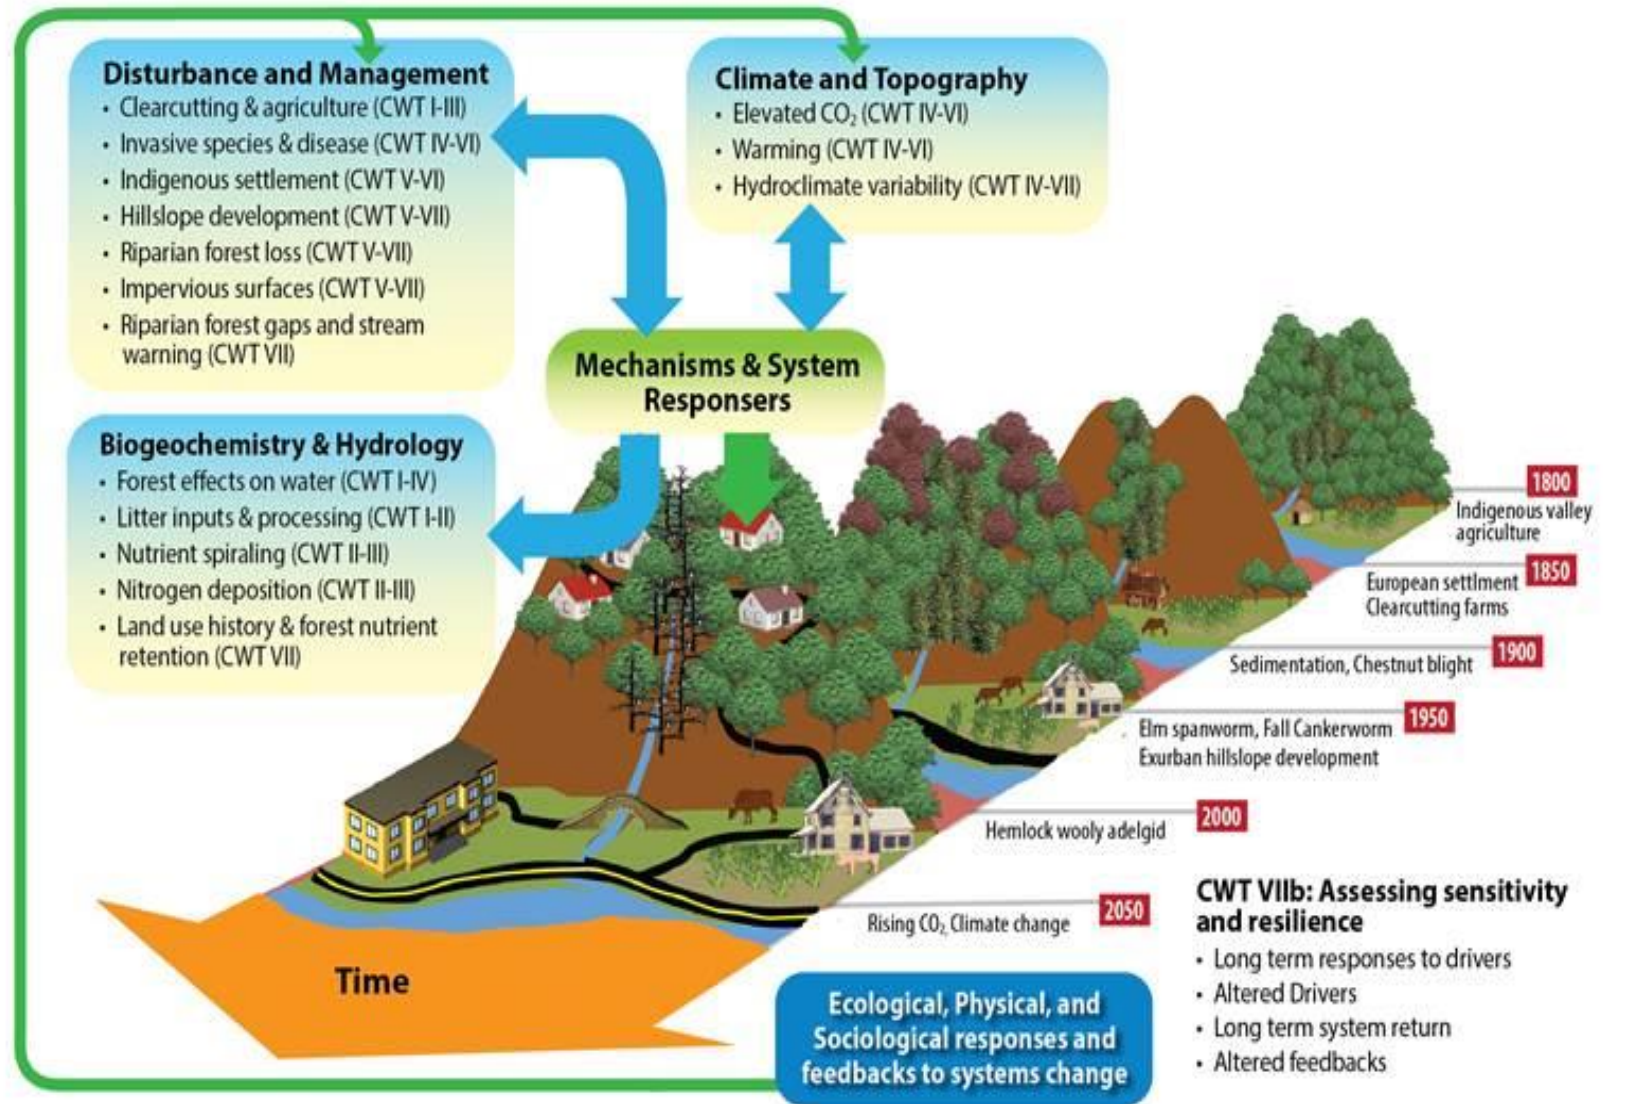 Disturbance and Management
• Clearcutting & agriculture (CWT I-III)
• Invasive species & disease (CWT IV-VI)
• Indigenous settlement (CWT V-VI)
• Hillslope development (CWT V-VII)
• Riparian forest loss (CWT V-VII)
• Impervious surfaces (CWT V-VII)
• Riparian forest gaps and stream
warning (CWT VII)
Climate and Topography
• Elevated CO₂ (CWT IV-VI)
• Warming (CWT IV-VI)
• Hydroclimate variability (CWT IV-VII)
Mechanisms & System
Responsers
Biogeochemistry & Hydrology
• Forest effects on water (CWT I-IV)
• Litter inputs & processing (CWT I-II)
• Nutrient spiraling (CWT II-III)
• Nitrogen deposition (CWT II-III)
• Land use history & forest nutrient
retention (CWT VII)
1800
Indigenous valley
agriculture
1850
European settlment
Clearcutting farms
1900
Sedimentation, Chestnut blight
1950
Elm spanworm, Fall Cankerworm
Exurban hillslope development
2000
Hemlock wooly adelgid
2050
Rising CO₂, Climate change
Time
CWT VIIb: Assessing sensitivity
and resilience
• Long term responses to drivers
• Altered Drivers
• Long term system return
• Altered feedbacks
Ecological, Physical, and
Sociological responses and
feedbacks to systems change